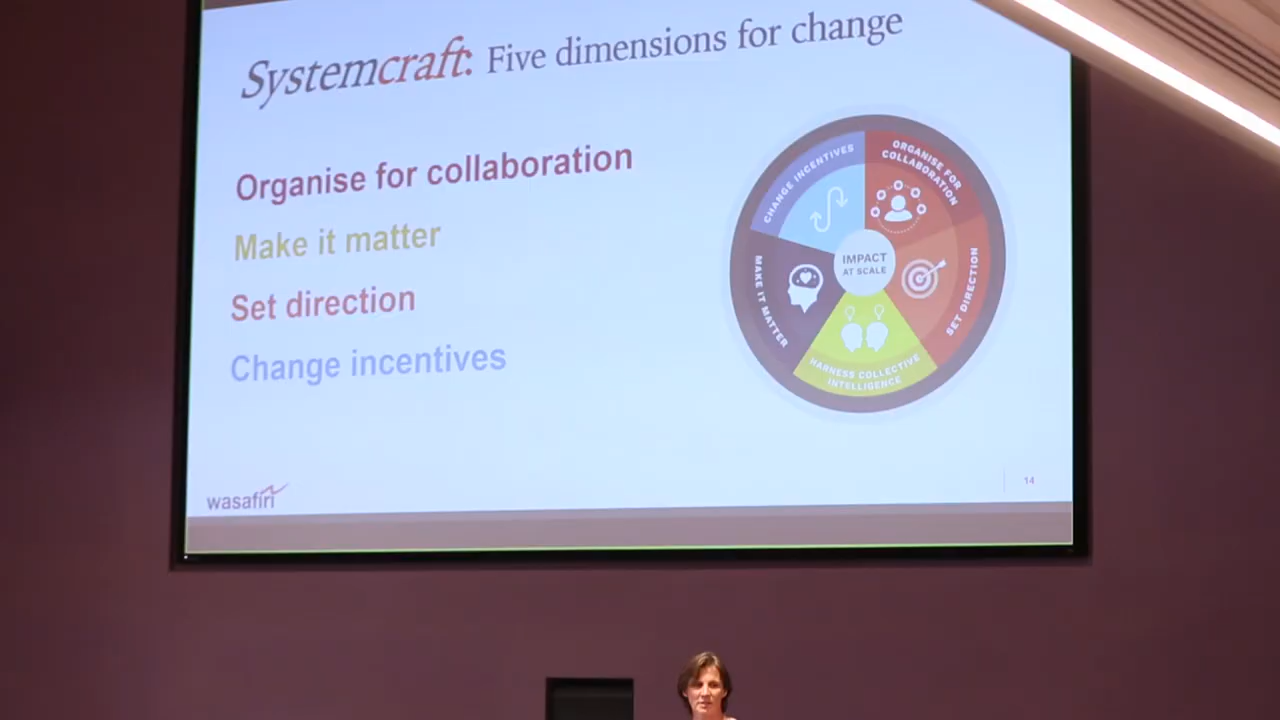 Systemcraft: Five dimensions for change
Organise for collaboration
Make it matter
Set direction
Change incentives
CHANGE INCENTIVES
ORGANISE FOR
COLLABORATION
IMPACT
AT SCALE
MAKE IT MATTER
SET DIRECTION
HARNESS COLLECTIVE
INTELLIGENCE
wasafiri
14